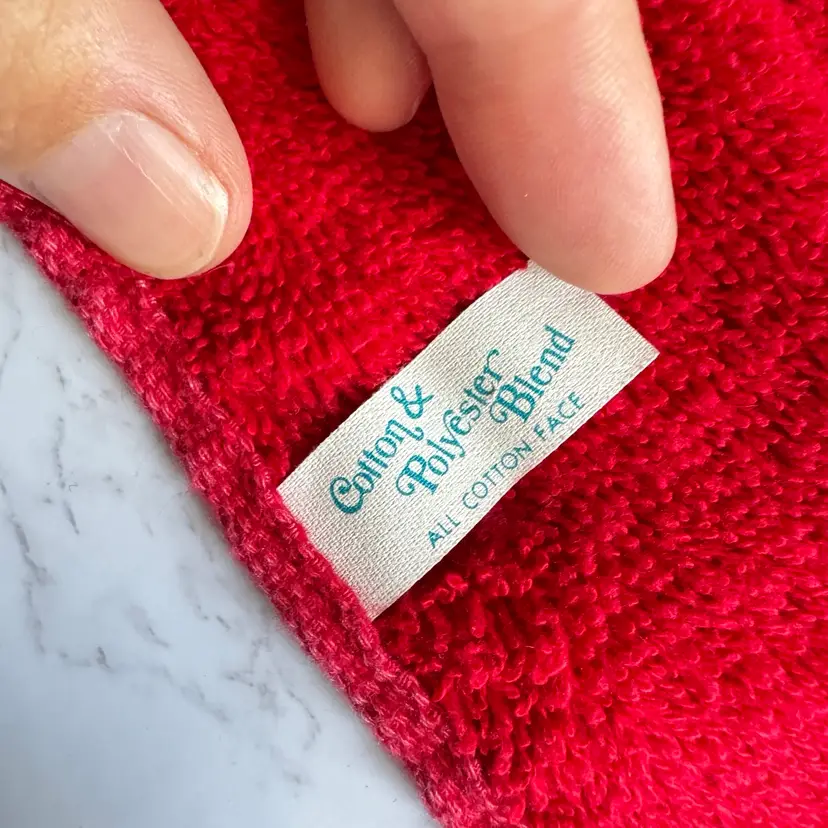 Cotton &
Polyester
Blend
ALL COTTON FACE